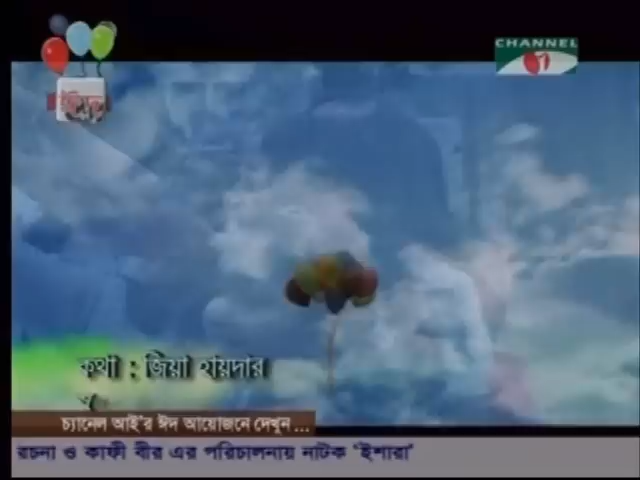 CHANNEL
কথা : জিয়া হায়দার
চ্যানেল আই'র ঈদ আয়োজনে দেখুন ...
রচনা ও কাফী বীর এর পরিচালনায় নাটক ‘ইশারা’